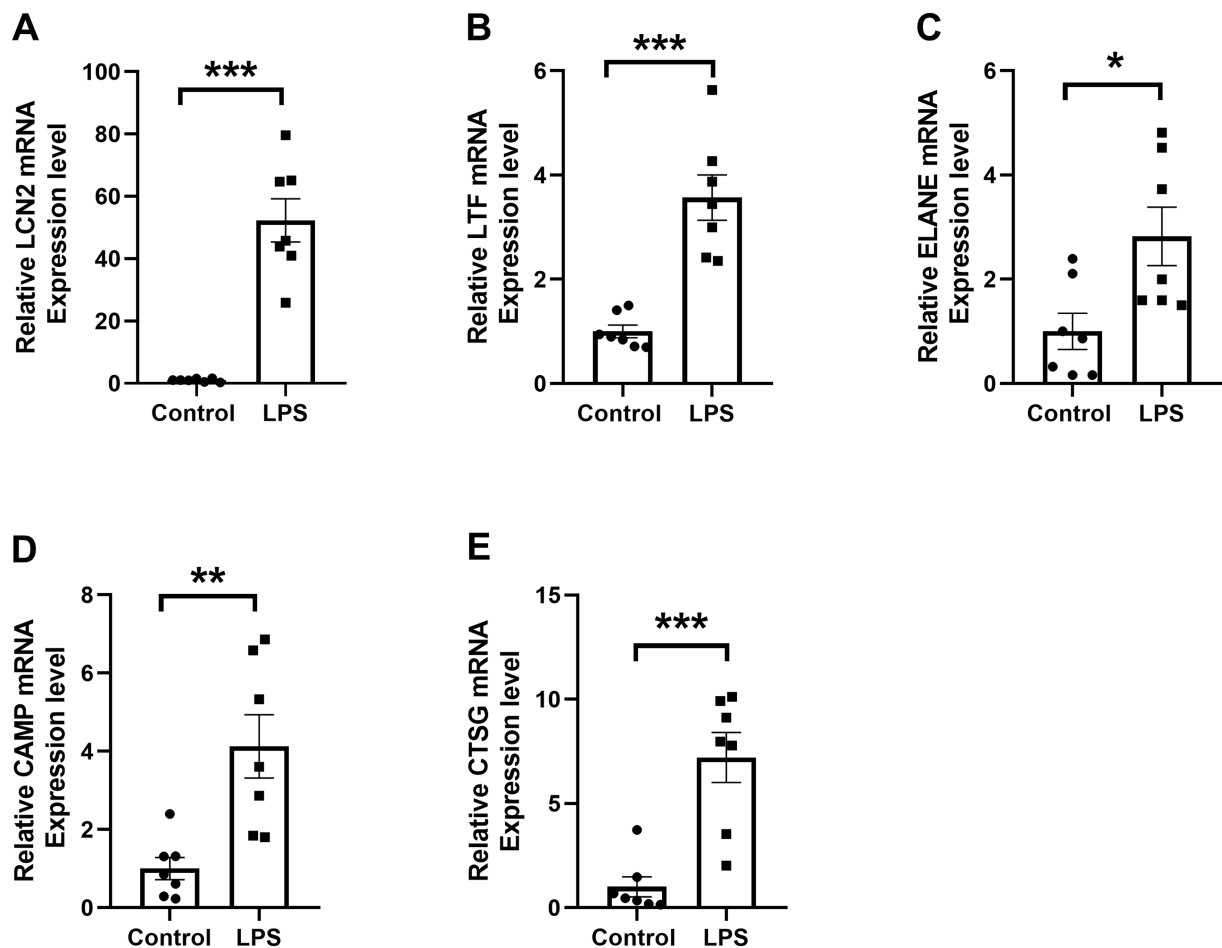 A
Relative LCN2 mRNA
Expression level
100
80
60
40
20
0
***
Control
LPS
B
Relative LTF mRNA
Expression level
6
4
2
0
***
Control
LPS
C
Relative ELANE mRNA
Expression level
6
4
2
0
*
Control
LPS
D
Relative CAMP mRNA
Expression level
8
6
4
2
0
**
Control
LPS
E
Relative CTSG mRNA
Expression level
15
10
5
0
***
Control
LPS